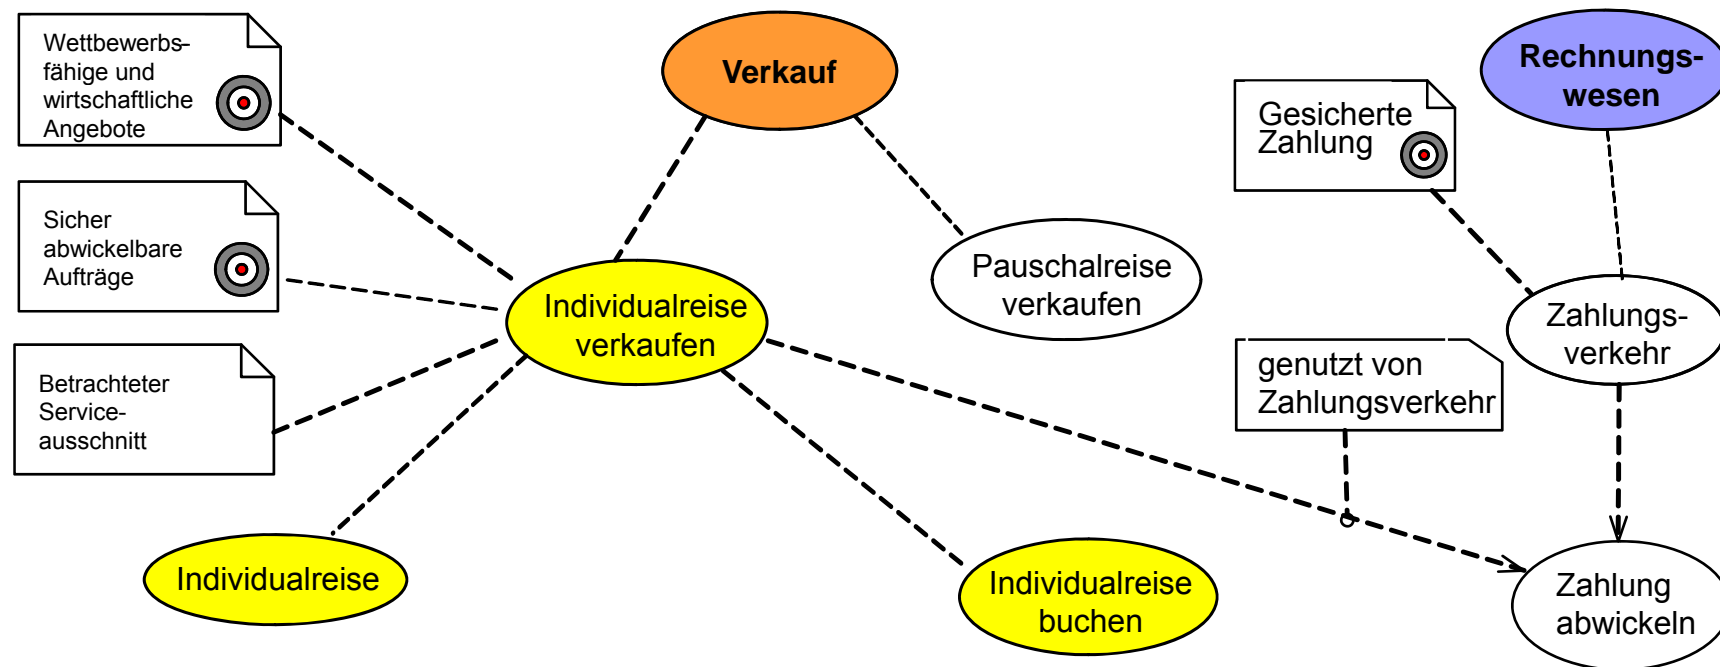 Wettbewerbs-
fähige und
wirtschaftliche
Angebote
Verkauf
Rechnungs-
wesen
Gesicherte
Zahlung
Sicher
abwickelbare
Aufträge
Pauschalreise
verkaufen
Individualreise
verkaufen
Zahlungs-
verkehr
genutzt von
Zahlungsverkehr
Betrachteter
Service-
ausschnitt
Individualreise
Individualreise
buchen
Zahlung
abwickeln